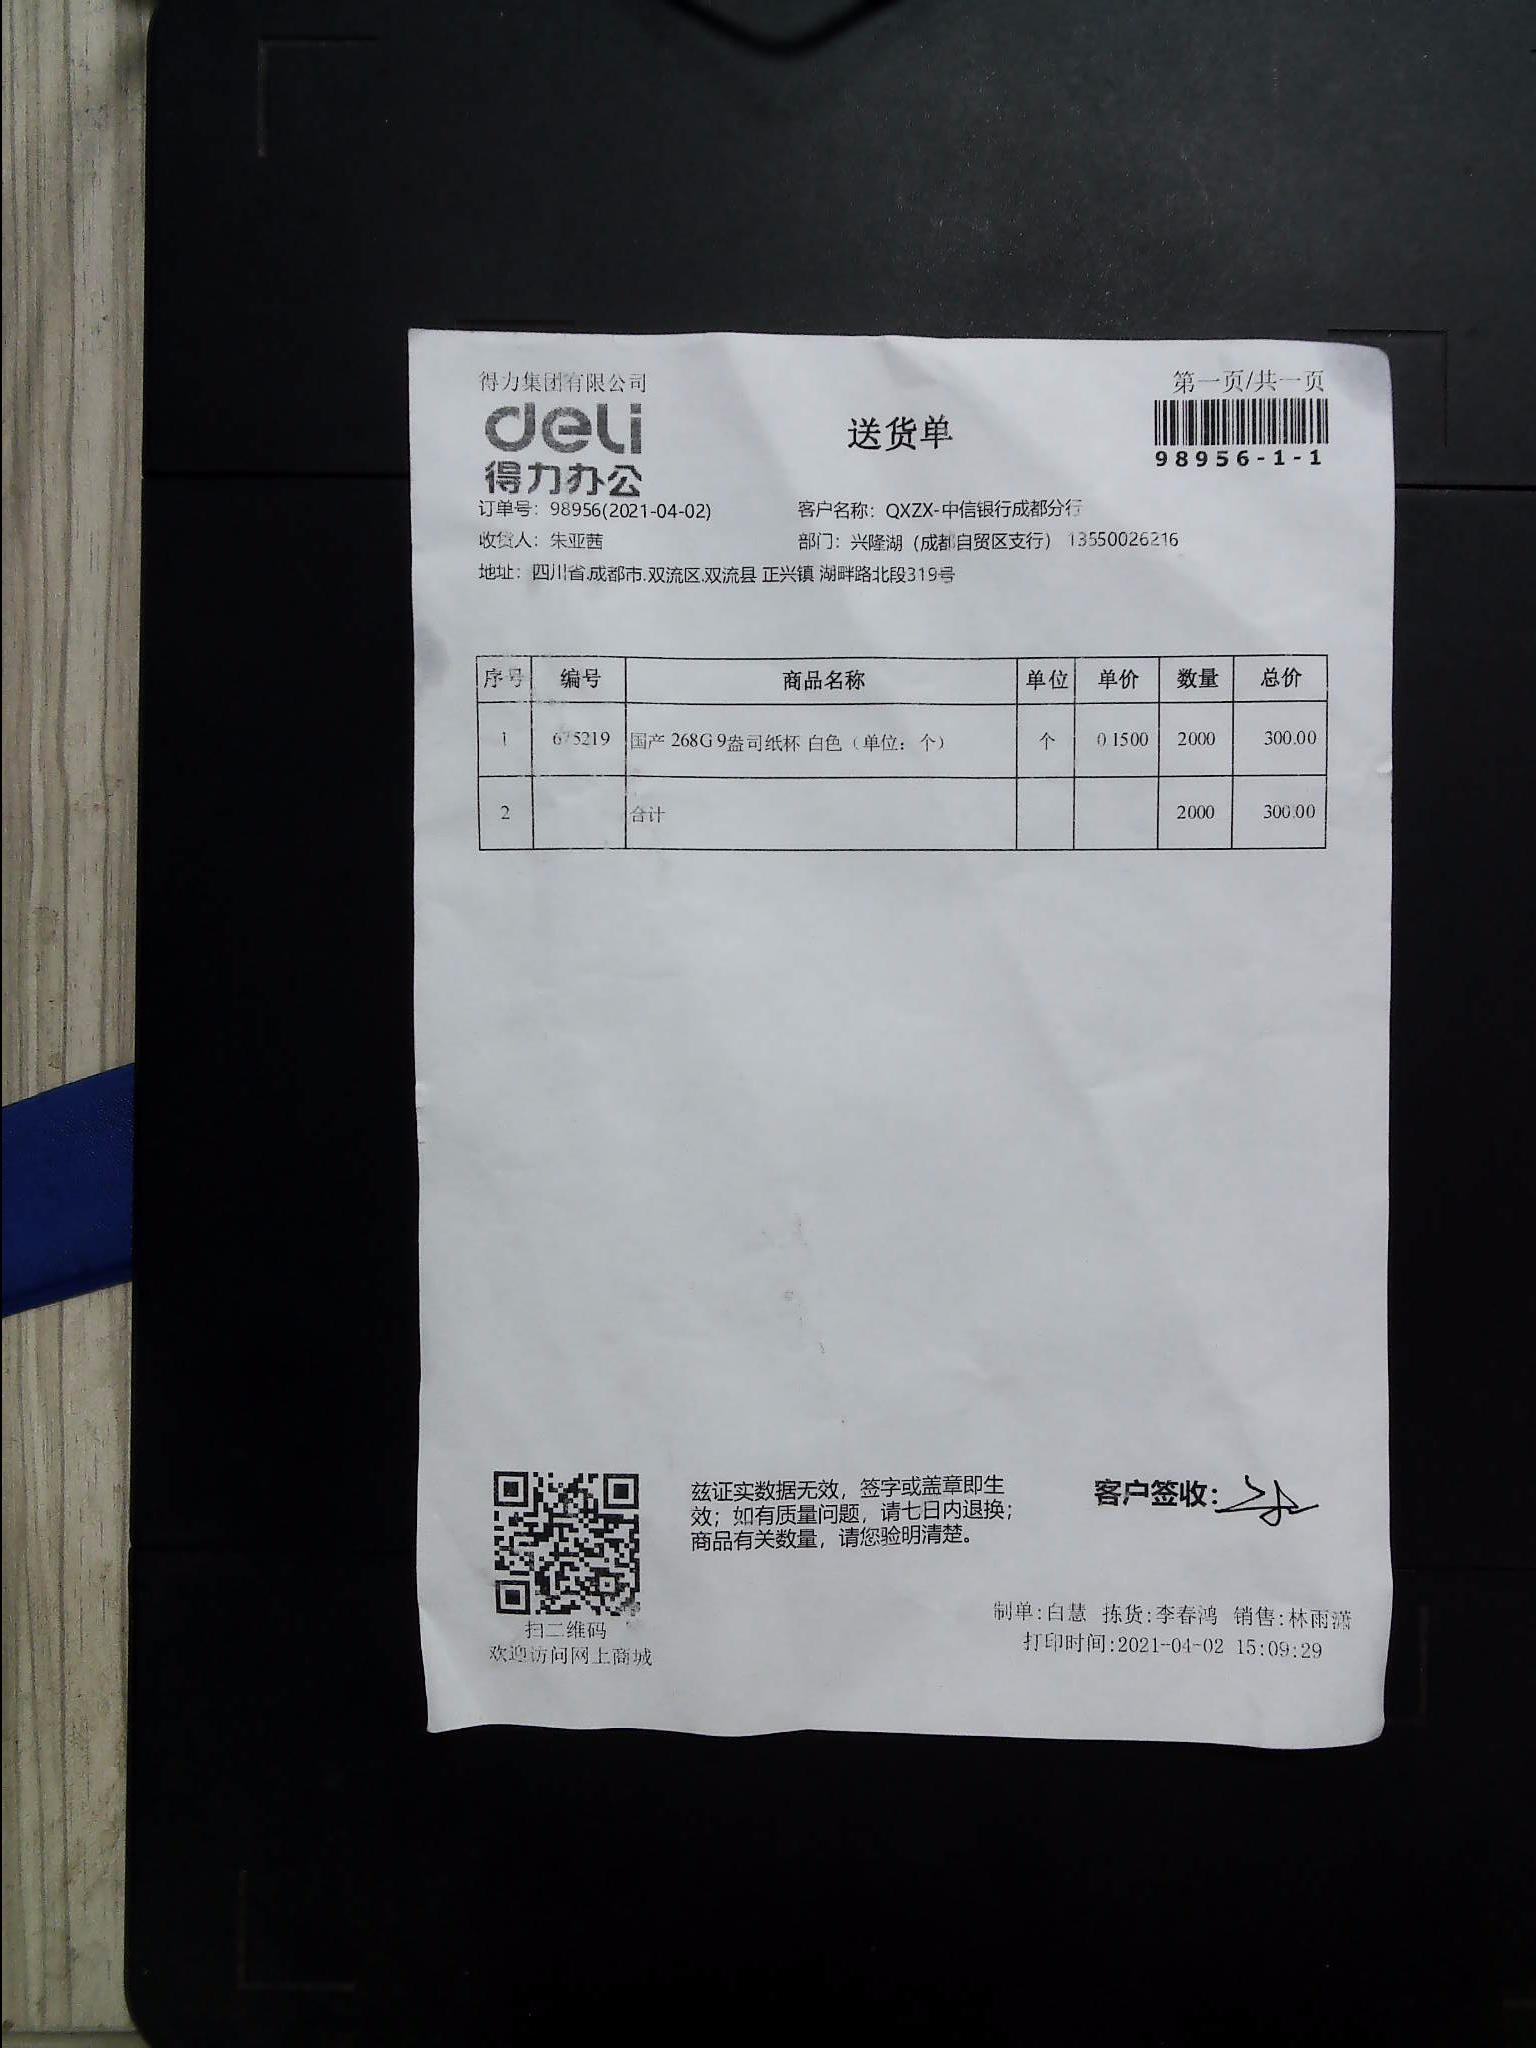 得力集团有限公司
第一页/共一页
deli
得力办公
送货单
98956-1-1
订单号：98956(2021-04-02)
客户名称：QXZX-中信银行成都分行
收货人：朱亚茜
部门：兴隆湖（成都自贸区支行） 13550026216
地址：四川省.成都市.双流区.双流县 正兴镇 湖畔路北段319号
序号 编号 商品名称 单位 单价 数量 总价
1 675219 国产 268G 9盎司纸杯 白色（单位：个） 个 0.1500 2000 300.00
2 合计 2000 300.00
兹证实数据无效，签字或盖章即生
效；如有质量问题，请七日内退换；
商品有关数量，请您验明清楚。
客户签收：
扫二维码
欢迎访问网上商城
制单:白慧 拣货:李春鸿 销售:林雨潇
打印时间:2021-04-02 15:09:29